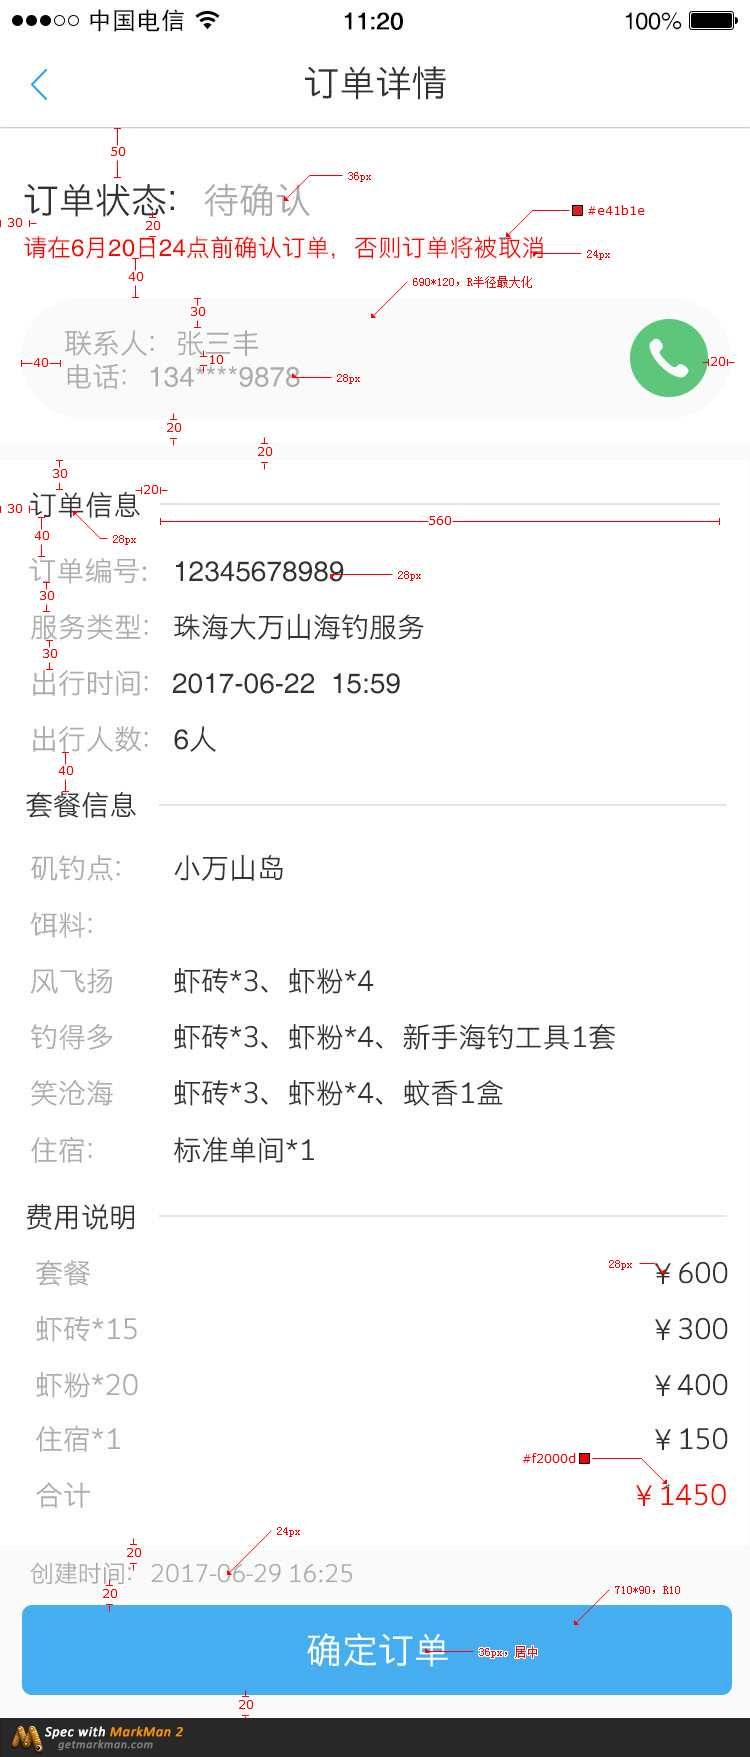 中国电信 11:20 100%
订单详情
50
36px
订单状态: 待确认
#e41b1e
30
20
请在6月20日24点前确认订单, 否则订单将被取消
24px
40
690*120, R半径最大化
30
联系人: 张三丰
40
10
20
电话: 134****9878
28px
20
20
30
20
30
订单信息
560
40
28px
订单编号: 12345678989
28px
30
服务类型: 珠海大万山海钓服务
30
出行时间: 2017-06-22 15:59
出行人数: 6人
40
套餐信息
矶钓点: 小万山岛
饵料:
风飞扬 虾砖*3、虾粉*4
钓得多 虾砖*3、虾粉*4、新手海钓工具1套
笑沧海 虾砖*3、虾粉*4、蚊香1盒
住宿: 标准单间*1
费用说明
28px
套餐 ¥600
虾砖*15 ¥300
虾粉*20 ¥400
住宿*1 ¥150
#f2000d
合计 ¥1450
24px
20
创建时间: 2017-06-29 16:25
20
710*90, R10
确定订单
36px, 居中
20
Spec with MarkMan 2
getmarkman.com